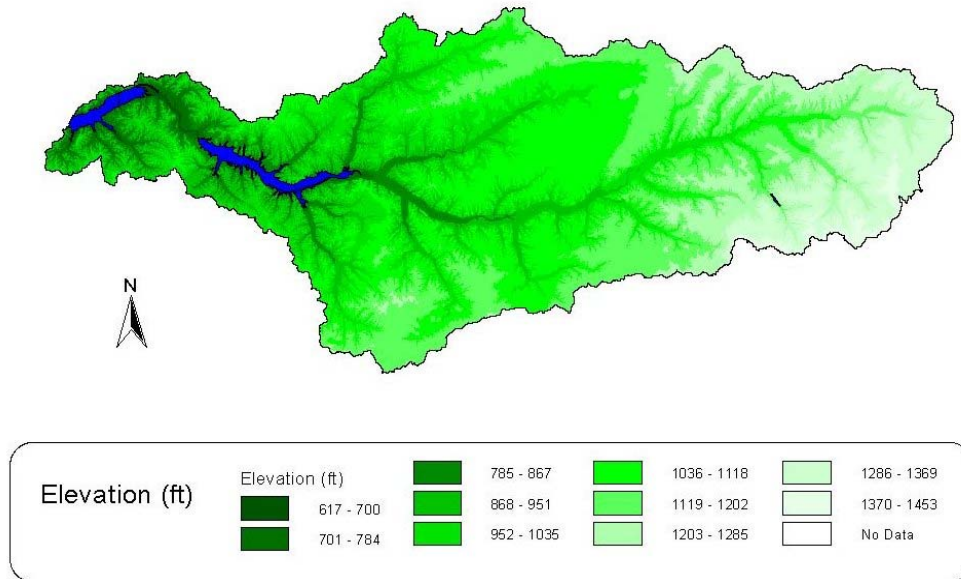 N
Elevation (ft)
Elevation (ft)
617 - 700
701 - 784
785 - 867
868 - 951
952 - 1035
1036 - 1118
1119 - 1202
1203 - 1285
1286 - 1369
1370 - 1453
No Data